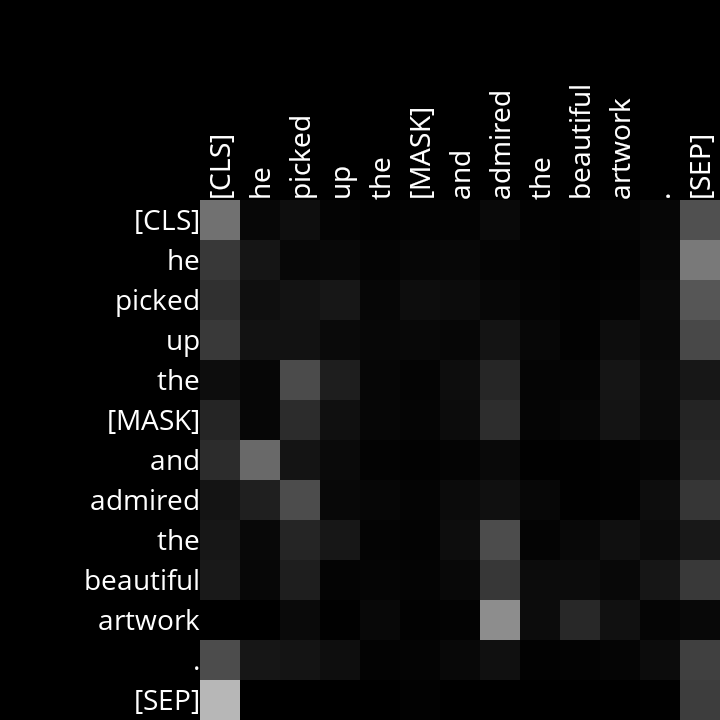 [CLS] he picked up the [MASK] and admired the beautiful artwork . [SEP]
[CLS]
he
picked
up
the
[MASK]
and
admired
the
beautiful
artwork
.
[SEP]